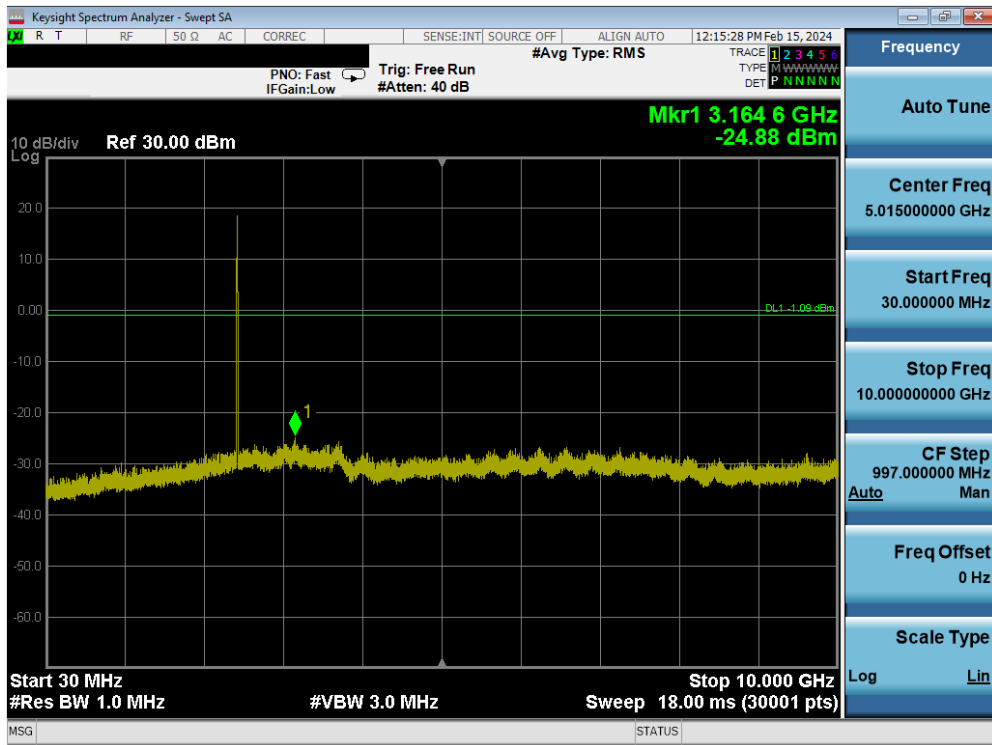 Keysight Spectrum Analyzer - Swept SA
LXI R T RF 50 Ω AC CORREC SENSE:INT SOURCE OFF ALIGN AUTO 12:15:28 PM Feb 15, 2024
#Avg Type: RMS TRACE 1 2 3 4 5 6
PNO: Fast Trig: Free Run TYPE M W W W W W
IFGain:Low #Atten: 40 dB DET P N N N N N
Mkr1 3.164 6 GHz
-24.88 dBm
10 dB/div Ref 30.00 dBm
Log
20.0
10.0
0.00
DL1 -1.09 dBm
-10.0
-20.0
1
-30.0
-40.0
-50.0
-60.0
Start 30 MHz Stop 10.000 GHz
#Res BW 1.0 MHz #VBW 3.0 MHz Sweep 18.00 ms (30001 pts)
MSG STATUS
Frequency
Auto Tune
Center Freq
5.015000000 GHz
Start Freq
30.000000 MHz
Stop Freq
10.000000000 GHz
CF Step
997.000000 MHz
Auto Man
Freq Offset
0 Hz
Scale Type
Log Lin